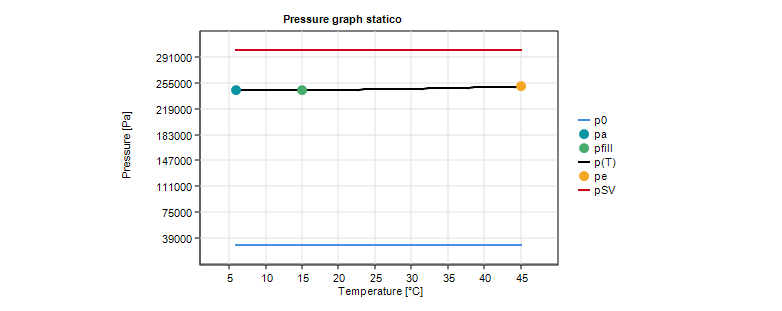 Pressure graph statico
Pressure [Pa]
291000
255000
219000
183000
147000
111000
75000
39000
5 10 15 20 25 30 35 40 45
Temperature [°C]
p0
pa
pfill
p(T)
pe
pSV